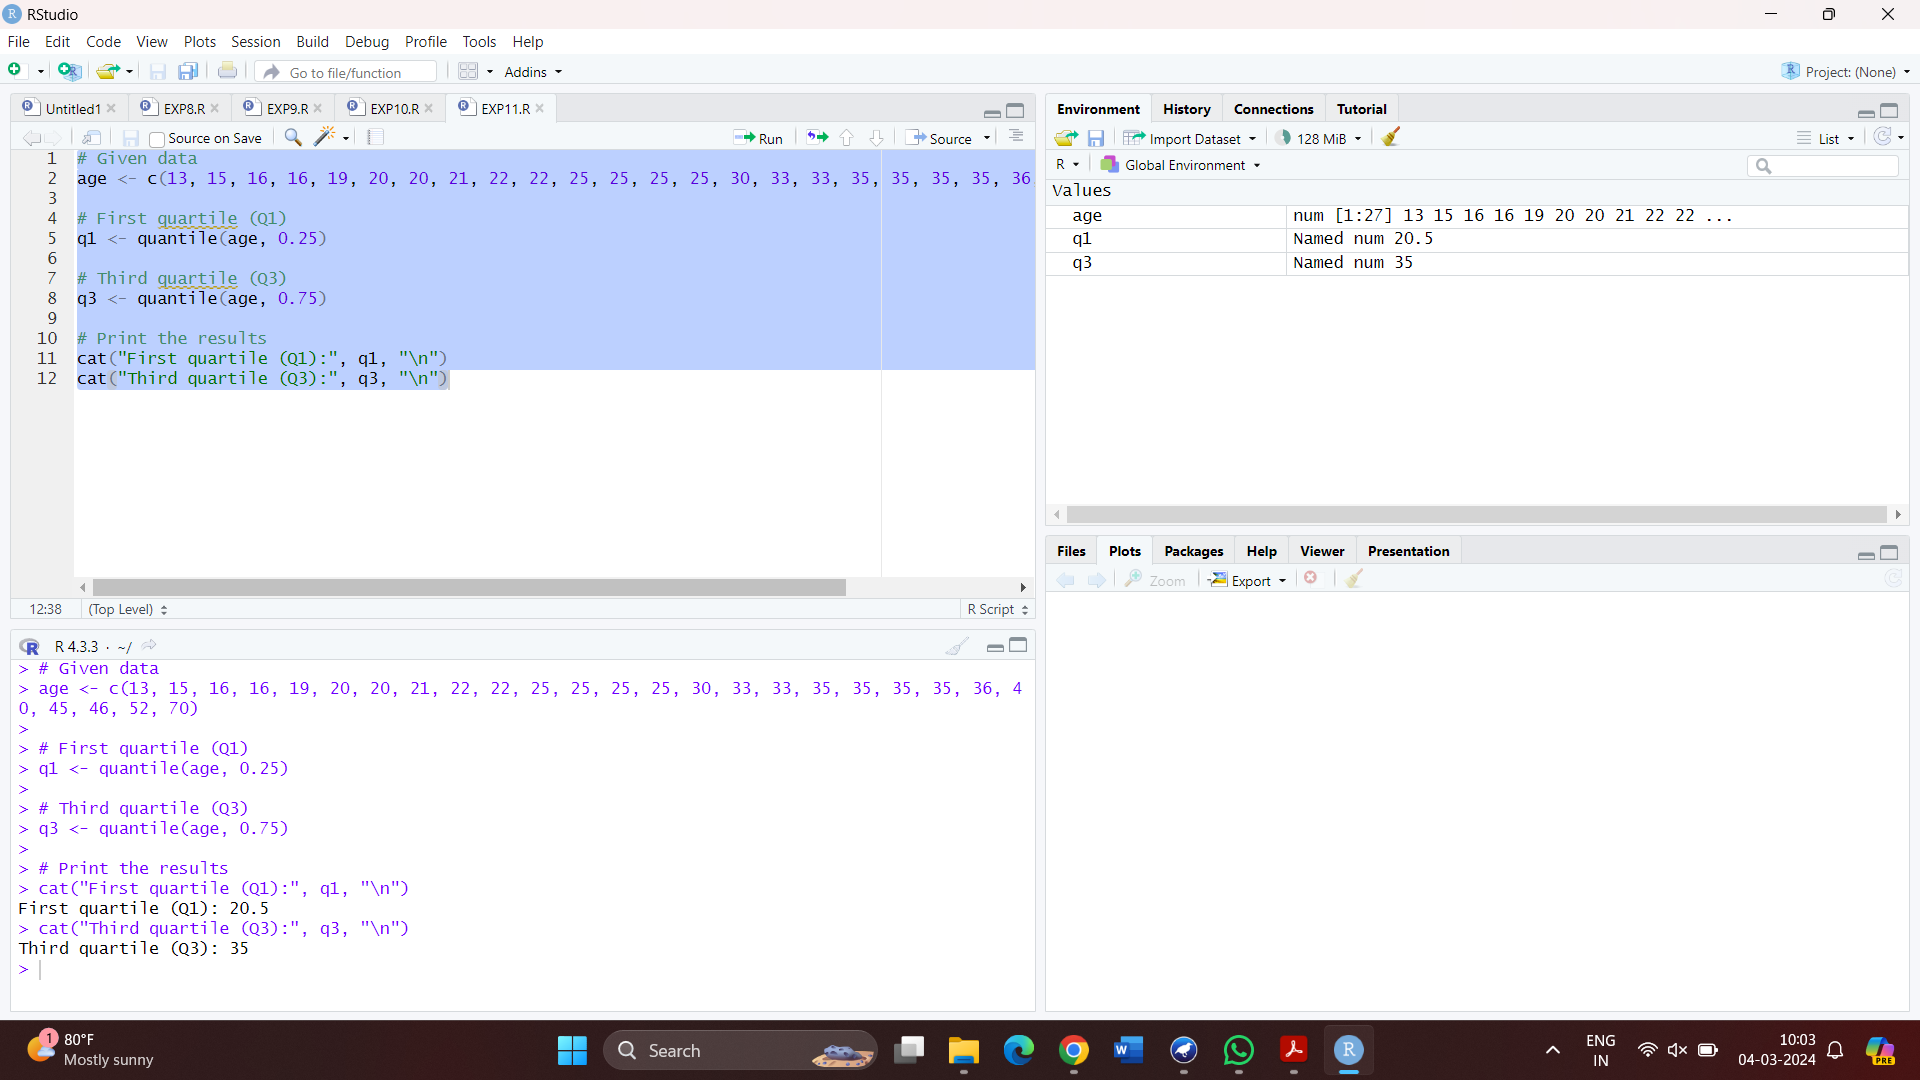 RStudio
File Edit Code View Plots Session Build Debug Profile Tools Help
Go to file/function Addins Project: (None)
Untitled1 EXP8.R EXP9.R EXP10.R EXP11.R
Source on Save Run Source
1 # Given data
2 age <- c(13, 15, 16, 16, 19, 20, 20, 21, 22, 22, 25, 25, 25, 25, 30, 33, 33, 35, 35, 35, 35, 36
3
4 # First quartile (Q1)
5 q1 <- quantile(age, 0.25)
6
7 # Third quartile (Q3)
8 q3 <- quantile(age, 0.75)
9
10 # Print the results
11 cat("First quartile (Q1):", q1, "\n")
12 cat("Third quartile (Q3):", q3, "\n")
12:38 (Top Level) R Script
R 4.3.3 · ~/
> # Given data
> age <- c(13, 15, 16, 16, 19, 20, 20, 21, 22, 22, 25, 25, 25, 25, 30, 33, 33, 35, 35, 35, 35, 36, 4
0, 45, 46, 52, 70)
>
> # First quartile (Q1)
> q1 <- quantile(age, 0.25)
>
> # Third quartile (Q3)
> q3 <- quantile(age, 0.75)
>
> # Print the results
> cat("First quartile (Q1):", q1, "\n")
First quartile (Q1): 20.5
> cat("Third quartile (Q3):", q3, "\n")
Third quartile (Q3): 35
>
Environment History Connections Tutorial
Import Dataset 128 MiB List
R Global Environment
Values
age num [1:27] 13 15 16 16 19 20 20 21 22 22 ...
q1 Named num 20.5
q3 Named num 35
Files Plots Packages Help Viewer Presentation
Zoom Export
1 80°F
Mostly sunny
Search
ENG
IN
10:03
04-03-2024
PRE